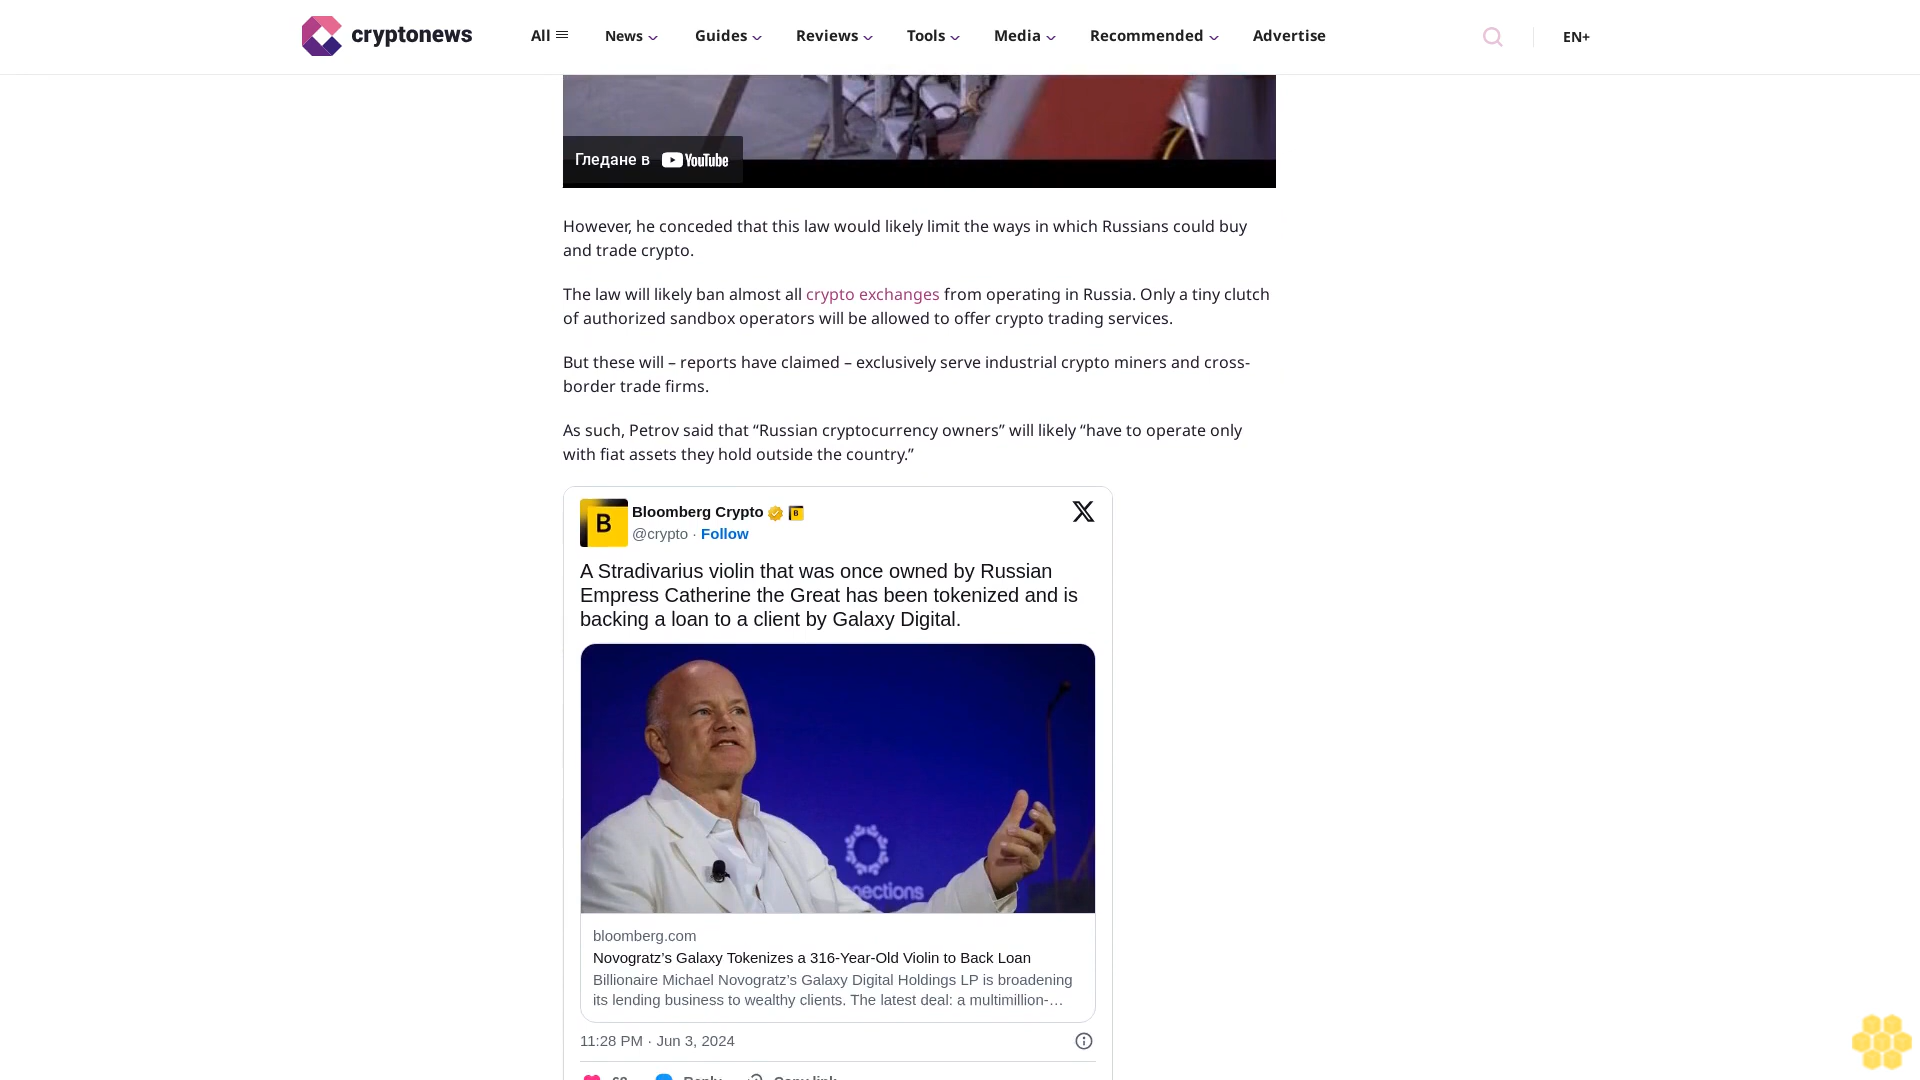 cryptonews
All
News
Guides
Reviews
Tools
Media
Recommended
Advertise
EN+
Гледане в YouTube
However, he conceded that this law would likely limit the ways in which Russians could buy
and trade crypto.
The law will likely ban almost all crypto exchanges from operating in Russia. Only a tiny clutch
of authorized sandbox operators will be allowed to offer crypto trading services.
But these will – reports have claimed – exclusively serve industrial crypto miners and cross-
border trade firms.
As such, Petrov said that “Russian cryptocurrency owners” will likely “have to operate only
with fiat assets they hold outside the country.”
B
Bloomberg Crypto
@crypto · Follow
A Stradivarius violin that was once owned by Russian
Empress Catherine the Great has been tokenized and is
backing a loan to a client by Galaxy Digital.
nections
bloomberg.com
Novogratz’s Galaxy Tokenizes a 316-Year-Old Violin to Back Loan
Billionaire Michael Novogratz’s Galaxy Digital Holdings LP is broadening
its lending business to wealthy clients. The latest deal: a multimillion-…
11:28 PM · Jun 3, 2024
Reply
Copy link